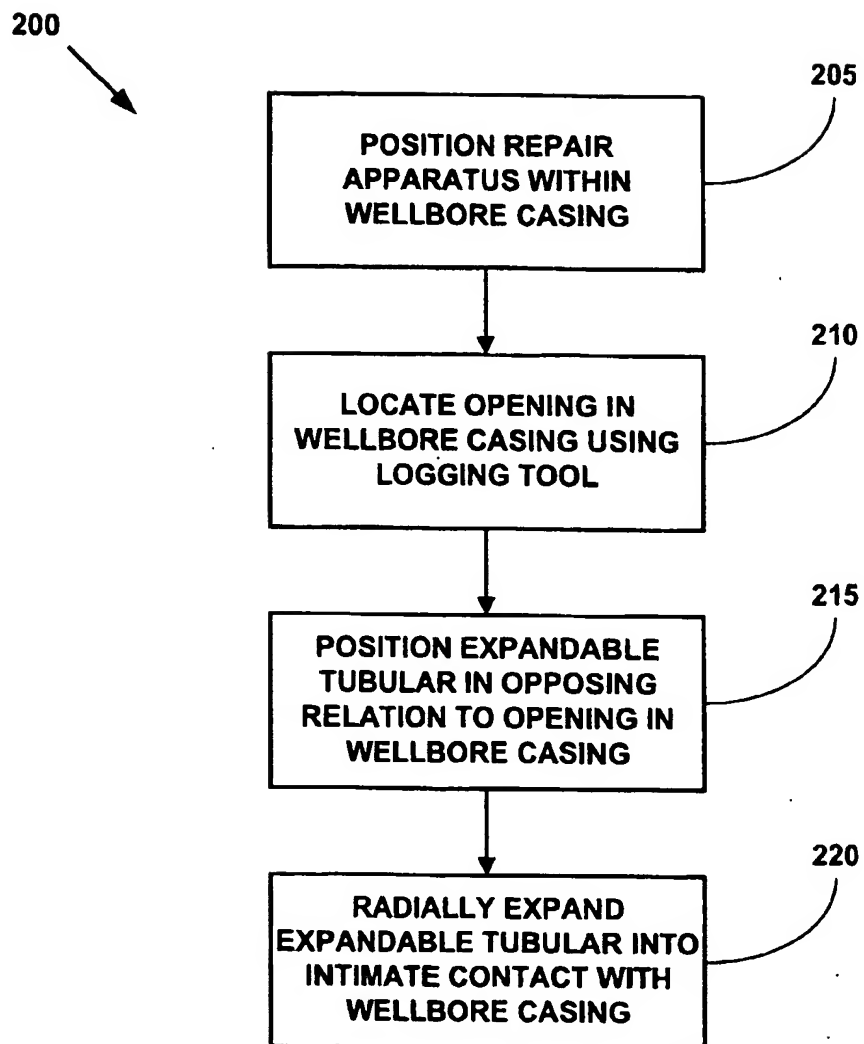 200
205
POSITION REPAIR
APPARATUS WITHIN
WELLBORE CASING
210
LOCATE OPENING IN
WELLBORE CASING USING
LOGGING TOOL
215
POSITION EXPANDABLE
TUBULAR IN OPPOSING
RELATION TO OPENING IN
WELLBORE CASING
220
RADIALLY EXPAND
EXPANDABLE TUBULAR INTO
INTIMATE CONTACT WITH
WELLBORE CASING